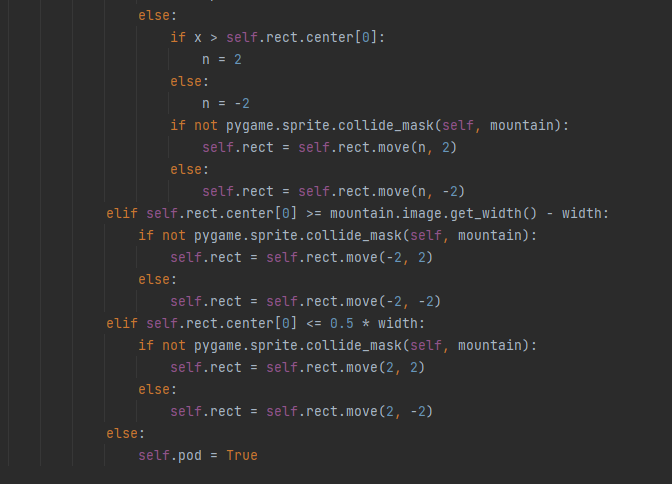 else:
if x > self.rect.center[0]:
n = 2
else:
n = -2
if not pygame.sprite.collide_mask(self, mountain):
self.rect = self.rect.move(n, 2)
else:
self.rect = self.rect.move(n, -2)
elif self.rect.center[0] >= mountain.image.get_width() - width:
if not pygame.sprite.collide_mask(self, mountain):
self.rect = self.rect.move(-2, 2)
else:
self.rect = self.rect.move(-2, -2)
elif self.rect.center[0] <= 0.5 * width:
if not pygame.sprite.collide_mask(self, mountain):
self.rect = self.rect.move(2, 2)
else:
self.rect = self.rect.move(2, -2)
else:
self.pod = True